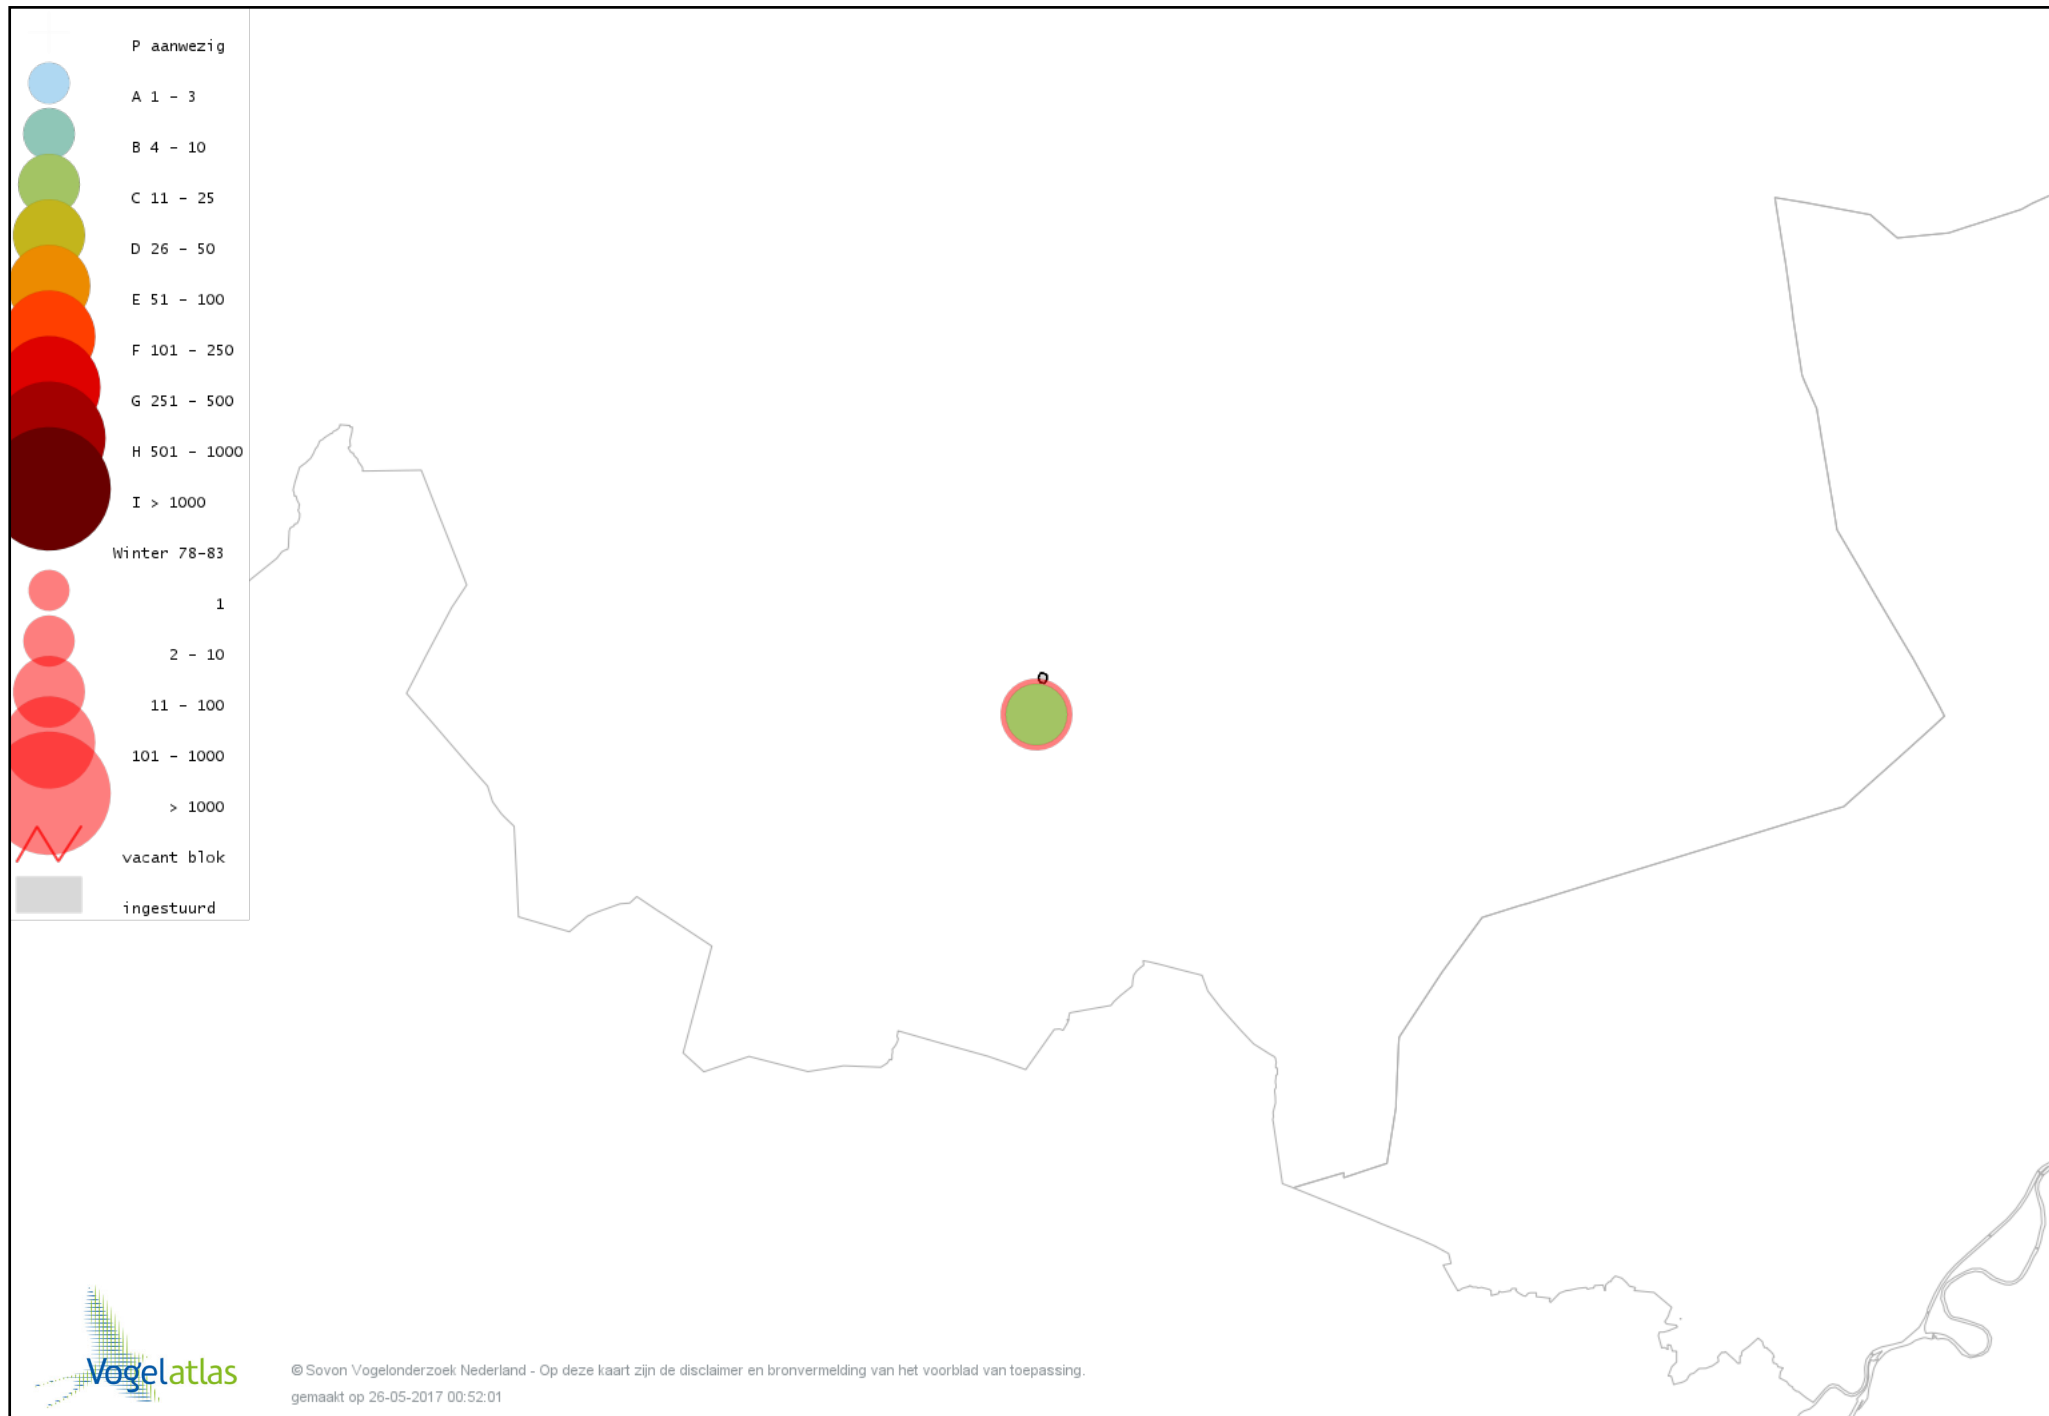 P aanwezig
A 1 - 3
B 4 - 10
C 11 - 25
D 26 - 50
E 51 - 100
F 101 - 250
G 251 - 500
H 501 - 1000
I > 1000
Winter 78-83
1
2 - 10
11 - 100
101 - 1000
> 1000
vacant blok
ingestuurd
0
Vogelatlas
© Sovon Vogelonderzoek Nederland - Op deze kaart zijn de disclaimer en bronvermelding van het voorblad van toepassing.
gemaakt op 26-05-2017 00:52:01